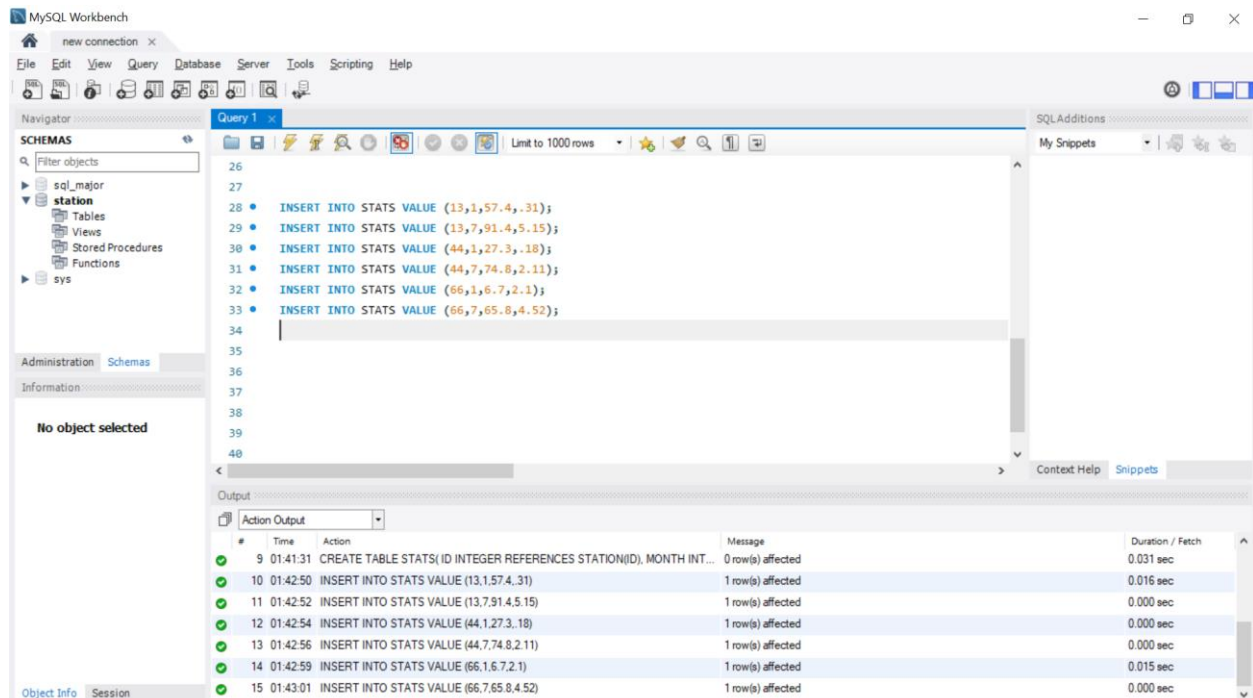 MySQL Workbench
new connection ×
File Edit View Query Database Server Tools Scripting Help
Navigator
SCHEMAS
Filter objects
sql_major
station
Tables
Views
Stored Procedures
Functions
sys
Administration Schemas
Information
No object selected
Object Info Session
Query 1 ×
Limit to 1000 rows
26
27
28 INSERT INTO STATS VALUE (13,1,57.4,.31);
29 INSERT INTO STATS VALUE (13,7,91.4,5.15);
30 INSERT INTO STATS VALUE (44,1,27.3,.18);
31 INSERT INTO STATS VALUE (44,7,74.8,2.11);
32 INSERT INTO STATS VALUE (66,1,6.7,2.1);
33 INSERT INTO STATS VALUE (66,7,65.8,4.52);
34
35
36
37
38
39
40
SQLAdditions
My Snippets
Context Help Snippets
Output
Action Output
# Time Action Message Duration / Fetch
9 01:41:31 CREATE TABLE STATS( ID INTEGER REFERENCES STATION(ID), MONTH INT... 0 row(s) affected 0.031 sec
10 01:42:50 INSERT INTO STATS VALUE (13,1,57.4,.31) 1 row(s) affected 0.016 sec
11 01:42:52 INSERT INTO STATS VALUE (13,7,91.4,5.15) 1 row(s) affected 0.000 sec
12 01:42:54 INSERT INTO STATS VALUE (44,1,27.3,.18) 1 row(s) affected 0.000 sec
13 01:42:56 INSERT INTO STATS VALUE (44,7,74.8,2.11) 1 row(s) affected 0.000 sec
14 01:42:59 INSERT INTO STATS VALUE (66,1,6.7,2.1) 1 row(s) affected 0.015 sec
15 01:43:01 INSERT INTO STATS VALUE (66,7,65.8,4.52) 1 row(s) affected 0.000 sec